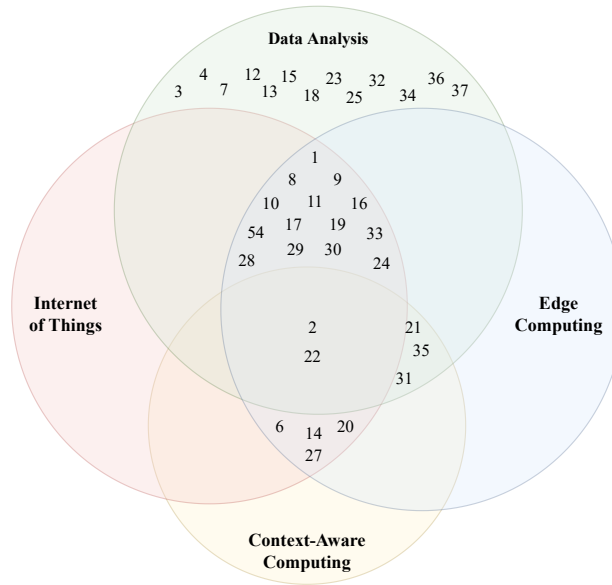 Data Analysis
4 12 15 23 32 36
3 7 13 18 25 34 37
1
8 9
10 11 16
17 19
54 33
29 30
28 24
Internet
of Things
Edge
Computing
2 21
22 35
31
6 14 20
27
Context-Aware
Computing